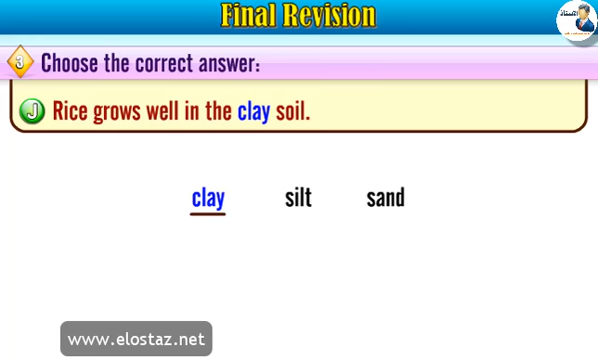 Final Revision
الأستاذ
3 Choose the correct answer:
J Rice grows well in the clay soil.
clay silt sand
www.elostaz.net